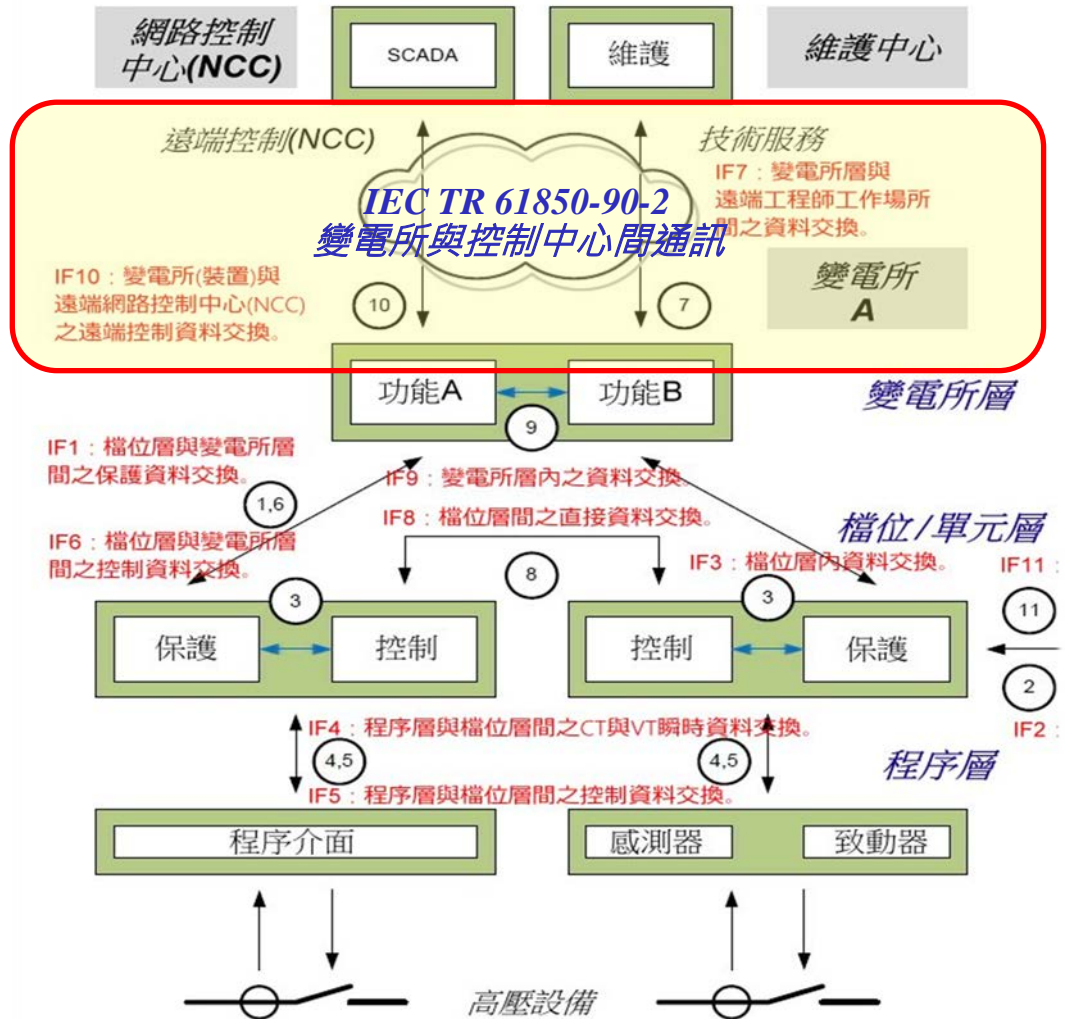 網路控制
中心(NCC)
SCADA
維護
維護中心
遠端控制(NCC)
技術服務
IF7：變電所層與
遠端工程師工作場所
間之資料交換。
IEC TR 61850-90-2
變電所與控制中心間通訊
IF10：變電所(裝置)與
遠端網路控制中心(NCC)
之遠端控制資料交換。
10
7
變電所
A
功能A
功能B
變電所層
9
IF1：檔位層與變電所層
間之保護資料交換。
IF9：變電所層內之資料交換。
1,6
IF8：檔位層間之直接資料交換。
檔位/單元層
IF6：檔位層與變電所層
間之控制資料交換。
8
IF3：檔位層內資料交換。
IF11：
3
3
11
保護
控制
控制
保護
2
IF4：程序層與檔位層間之CT與VT瞬時資料交換。
IF2：
4,5
4,5
程序層
IF5：程序層與檔位層間之控制資料交換。
程序介面
感測器
致動器
高壓設備